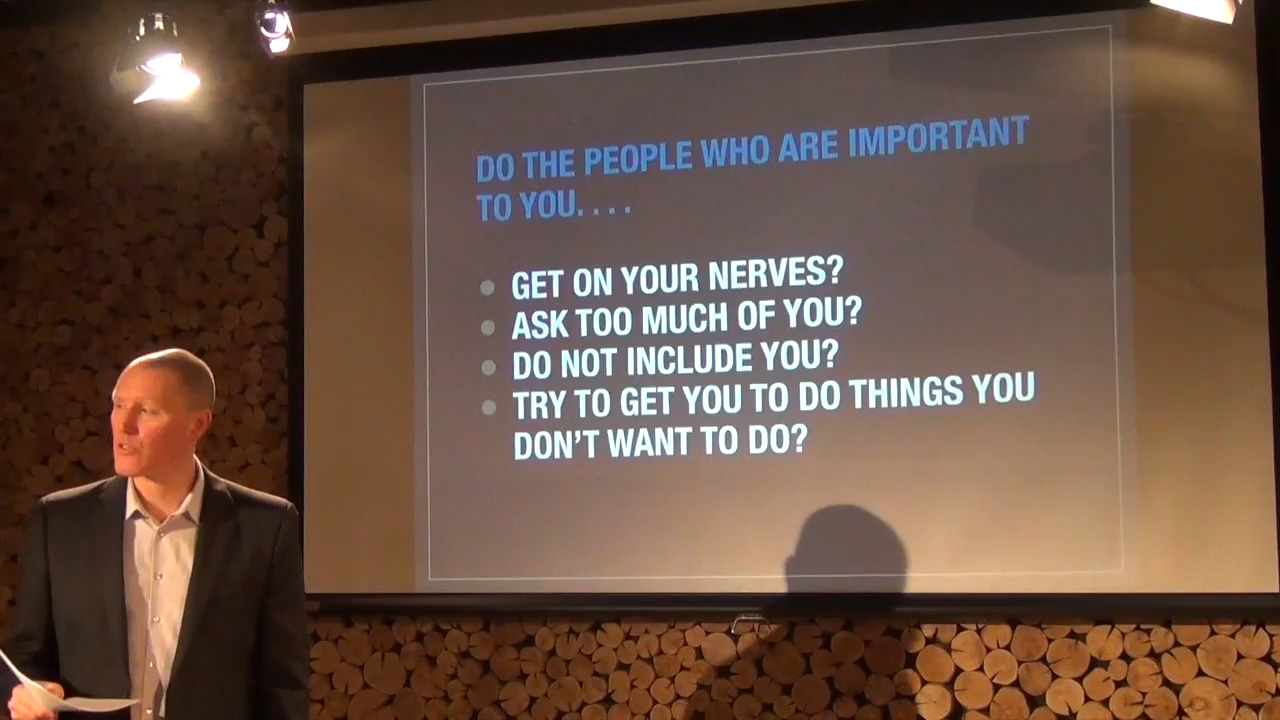 DO THE PEOPLE WHO ARE IMPORTANT
TO YOU....
GET ON YOUR NERVES?
ASK TOO MUCH OF YOU?
DO NOT INCLUDE YOU?
TRY TO GET YOU TO DO THINGS YOU
DON'T WANT TO DO?